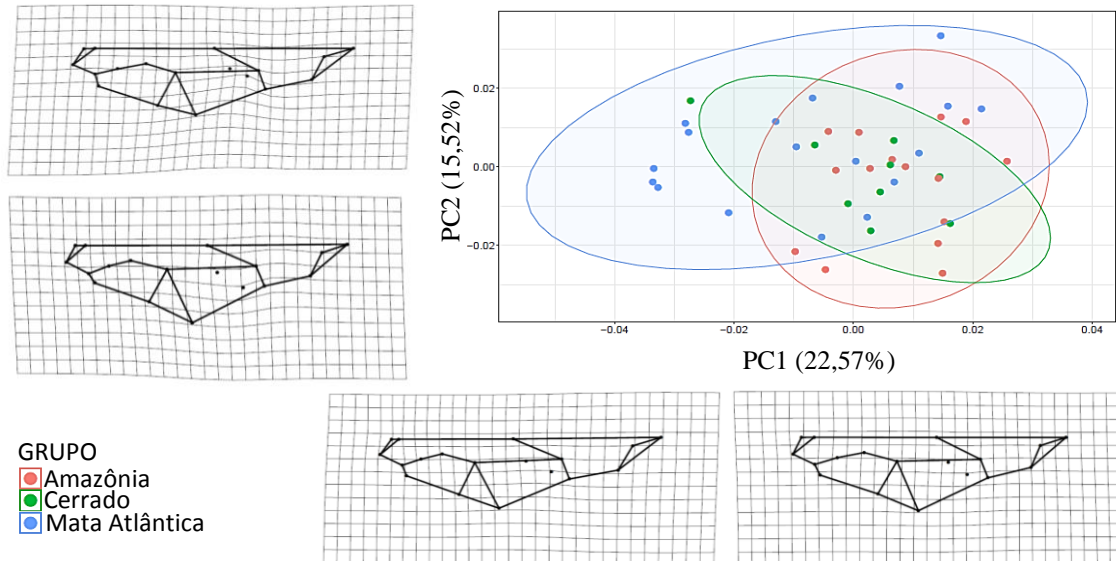 0.02
0.00
−0.02
PC2 (15,52%)
−0.04
−0.02
0.00
0.02
0.04
PC1 (22,57%)
GRUPO
Amazônia
Cerrado
Mata Atlântica